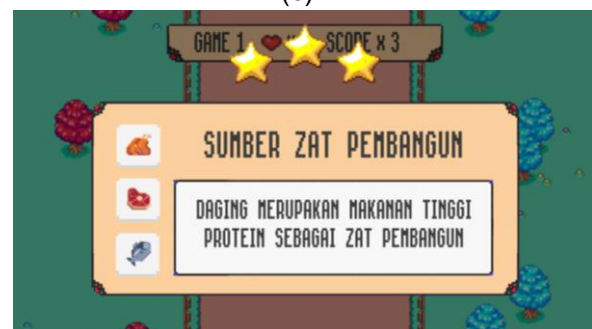 GAME 1
SCORE x 3
SUMBER ZAT PEMBANGUN
DAGING MERUPAKAN MAKANAN TINGGI
PROTEIN SEBAGAI ZAT PEMBANGUN